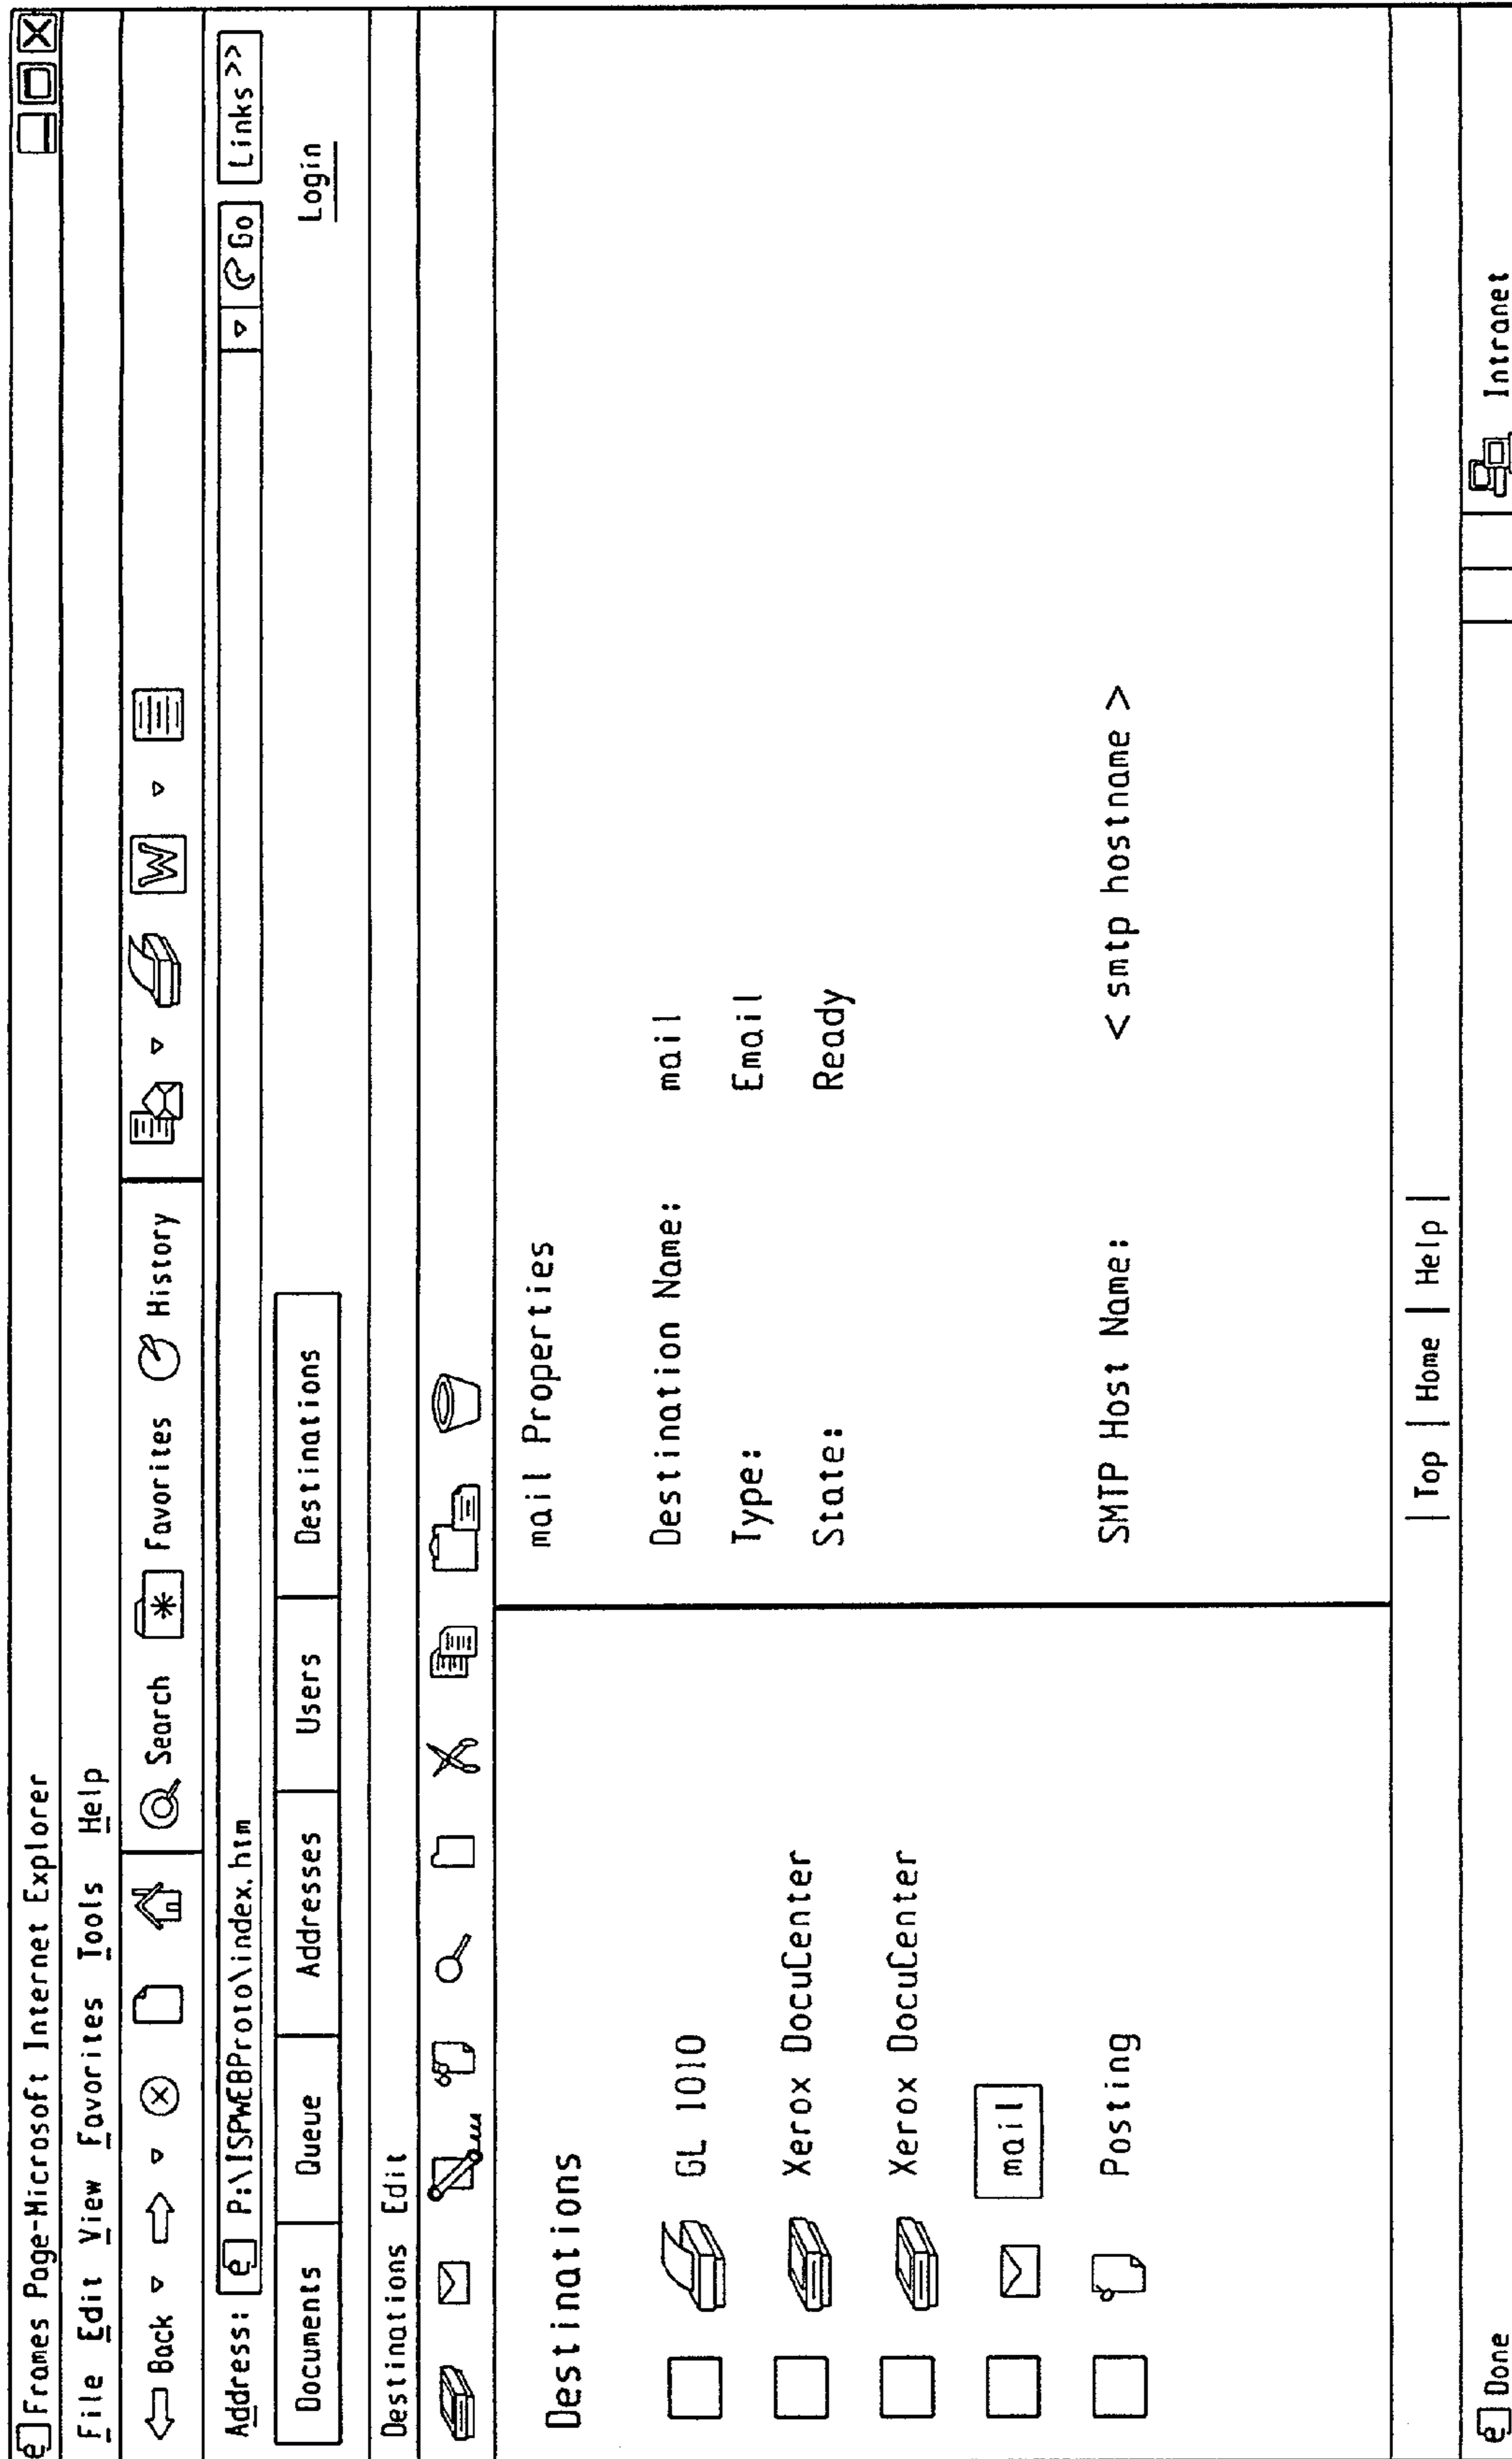 Frames Page-Microsoft Internet Explorer
File Edit View Favorites Tools Help
Back Search Favorites History W
Address: P:\ISPWEBProto\index.htm Go Links >>
Documents Queue Addresses Users Destinations Login
Destinations Edit
Destinations
GL 1010
Xerox DocuCenter
Xerox DocuCenter
mail
Posting
mail Properties
Destination Name: mail
Type: Email
State: Ready
SMTP Host Name: < smtp hostname >
| Top | Home | Help |
Done Intranet